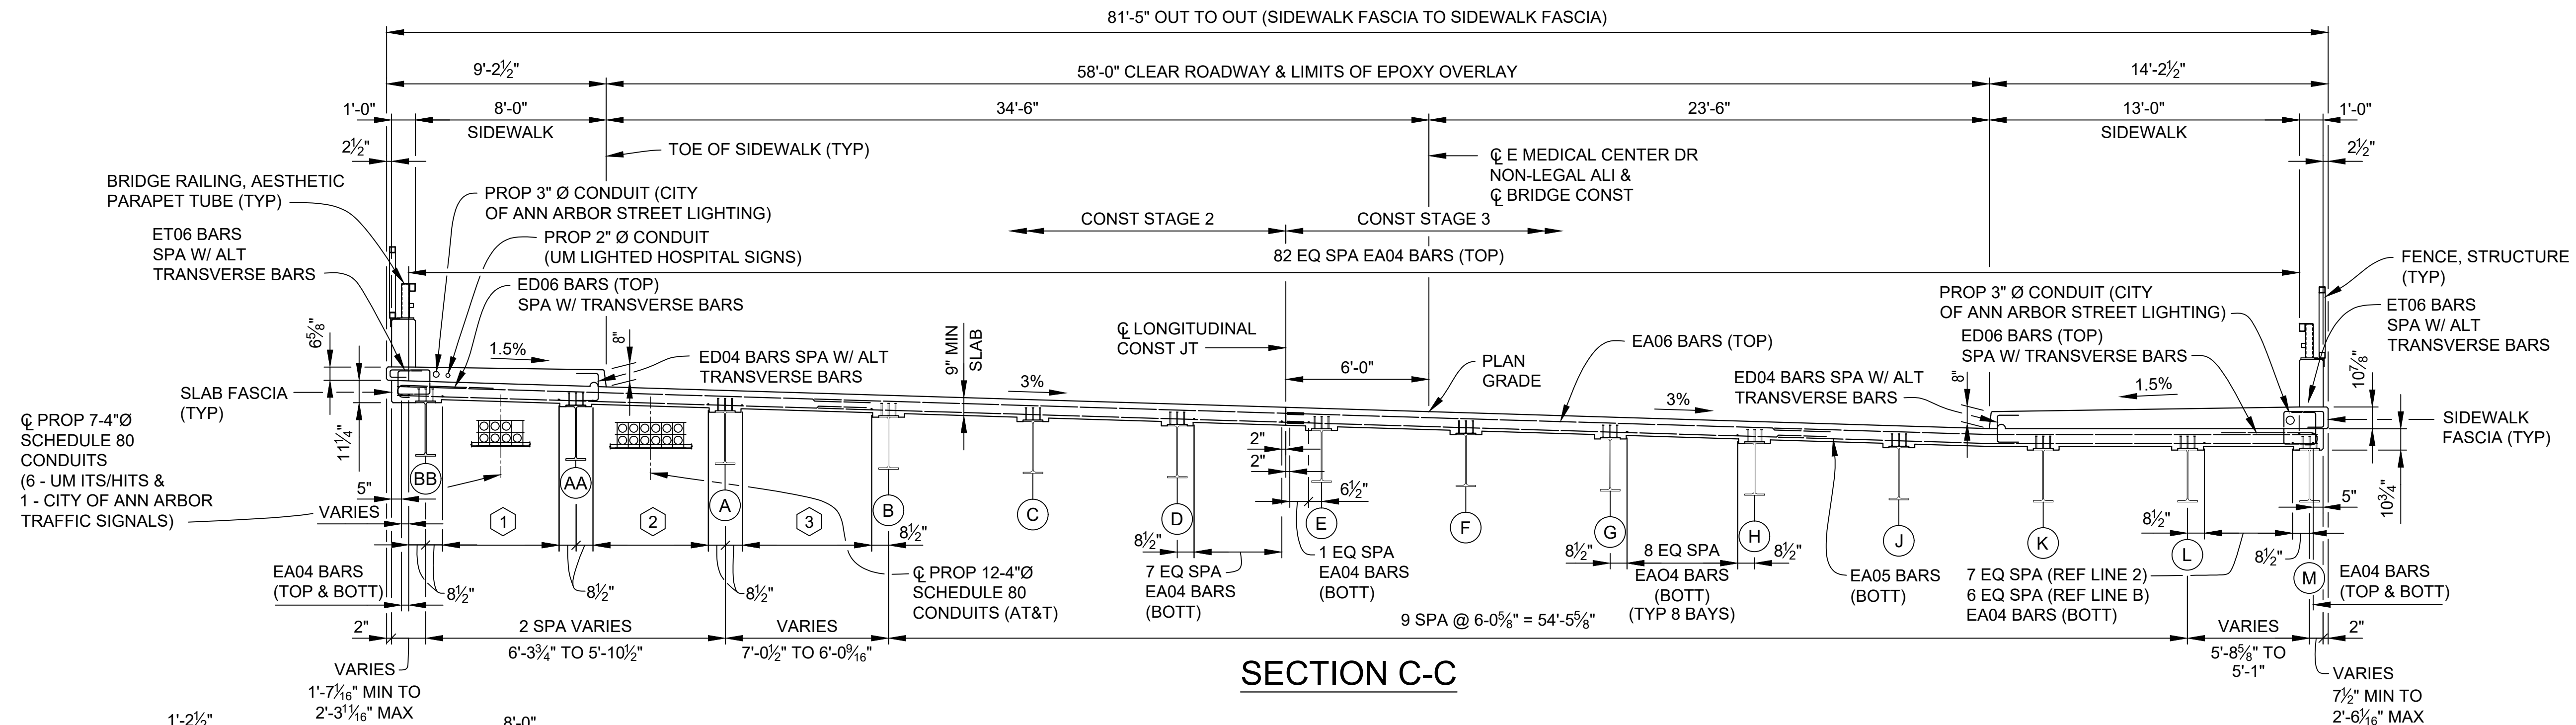 81'-5" OUT TO OUT (SIDEWALK FASCIA TO SIDEWALK FASCIA)
9'-2½"
58'-0" CLEAR ROADWAY & LIMITS OF EPOXY OVERLAY
14'-2½"
1'-0"
8'-0"
SIDEWALK
34'-6"
23'-6"
13'-0"
SIDEWALK
1'-0"
2½"
TOE OF SIDEWALK (TYP)
℄ E MEDICAL CENTER DR
NON-LEGAL ALI &
℄ BRIDGE CONST
2½"
BRIDGE RAILING, AESTHETIC
PARAPET TUBE (TYP)
PROP 3" Ø CONDUIT (CITY
OF ANN ARBOR STREET LIGHTING)
CONST STAGE 2
CONST STAGE 3
ET06 BARS
SPA W/ ALT
TRANSVERSE BARS
PROP 2" Ø CONDUIT
(UM LIGHTED HOSPITAL SIGNS)
82 EQ SPA EA04 BARS (TOP)
FENCE, STRUCTURE
(TYP)
ED06 BARS (TOP)
SPA W/ TRANSVERSE BARS
PROP 3" Ø CONDUIT (CITY
OF ANN ARBOR STREET LIGHTING)
ET06 BARS
SPA W/ ALT
TRANSVERSE BARS
6⅝"
1.5%
8"
ED04 BARS SPA W/ ALT
TRANSVERSE BARS
9" MIN
SLAB
℄ LONGITUDINAL
CONST JT
6'-0"
PLAN
GRADE
EA06 BARS (TOP)
ED06 BARS (TOP)
SPA W/ TRANSVERSE BARS
ED04 BARS SPA W/ ALT
TRANSVERSE BARS
8"
1.5%
10⅞"
SLAB FASCIA
(TYP)
3%
3%
SIDEWALK
FASCIA (TYP)
℄ PROP 7-4"Ø
SCHEDULE 80
CONDUITS
(6 - UM ITS/HITS &
1 - CITY OF ANN ARBOR
TRAFFIC SIGNALS)
11¼"
5"
VARIES
2"
2"
6½"
10¾"
5"
BB
AA
A
B
C
D
E
F
G
H
J
K
L
M
1
2
3
8½"
8½"
8½"
8 EQ SPA
8½"
8½"
8½"
EA04 BARS
(TOP & BOTT)
8½"
8½"
8½"
℄ PROP 12-4"Ø
SCHEDULE 80
CONDUITS (AT&T)
7 EQ SPA
EA04 BARS
(BOTT)
1 EQ SPA
EA04 BARS
(BOTT)
EAO4 BARS
(BOTT)
(TYP 8 BAYS)
EA05 BARS
(BOTT)
7 EQ SPA (REF LINE 2)
6 EQ SPA (REF LINE B)
EA04 BARS (BOTT)
EA04 BARS
(TOP & BOTT)
2"
2 SPA VARIES
6'-3¾" TO 5'-10½"
VARIES
7'-0½" TO 6'-0⁹⁄₁₆"
9 SPA @ 6-0⅝" = 54'-5⅝"
VARIES
5'-8⅝" TO
5'-1"
2"
VARIES
1'-7¹⁄₁₆" MIN TO
2'-3¹¹⁄₁₆" MAX
SECTION C-C
VARIES
7½" MIN TO
2'-6¹⁄₁₆" MAX
1'-2½"
8'-0"